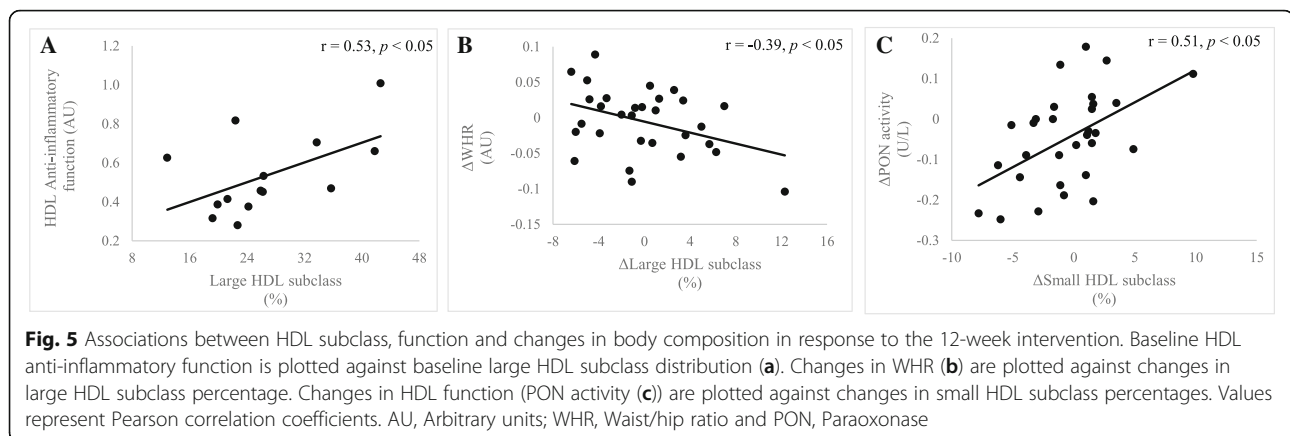 A
r = 0.53, p < 0.05
HDL Anti-inflammatory
function (AU)
1.2
1.0
0.8
0.6
0.4
0.2
8
16
24
32
40
48
Large HDL subclass
(%)
B
r = -0.39, p < 0.05
ΔWHR
(AU)
0.1
0.05
0
-0.05
-0.1
-0.15
-8
-4
0
4
8
12
16
ΔLarge HDL subclass
(%)
C
r = 0.51, p < 0.05
ΔPON activity
(U/L)
0.2
0.1
0
-0.1
-0.2
-0.3
-10
-5
0
5
10
15
ΔSmall HDL subclass
(%)
Fig. 5 Associations between HDL subclass, function and changes in body composition in response to the 12-week intervention. Baseline HDL
anti-inflammatory function is plotted against baseline large HDL subclass distribution (a). Changes in WHR (b) are plotted against changes in
large HDL subclass percentage. Changes in HDL function (PON activity (c)) are plotted against changes in small HDL subclass percentages. Values
represent Pearson correlation coefficients. AU, Arbitrary units; WHR, Waist/hip ratio and PON, Paraoxonase